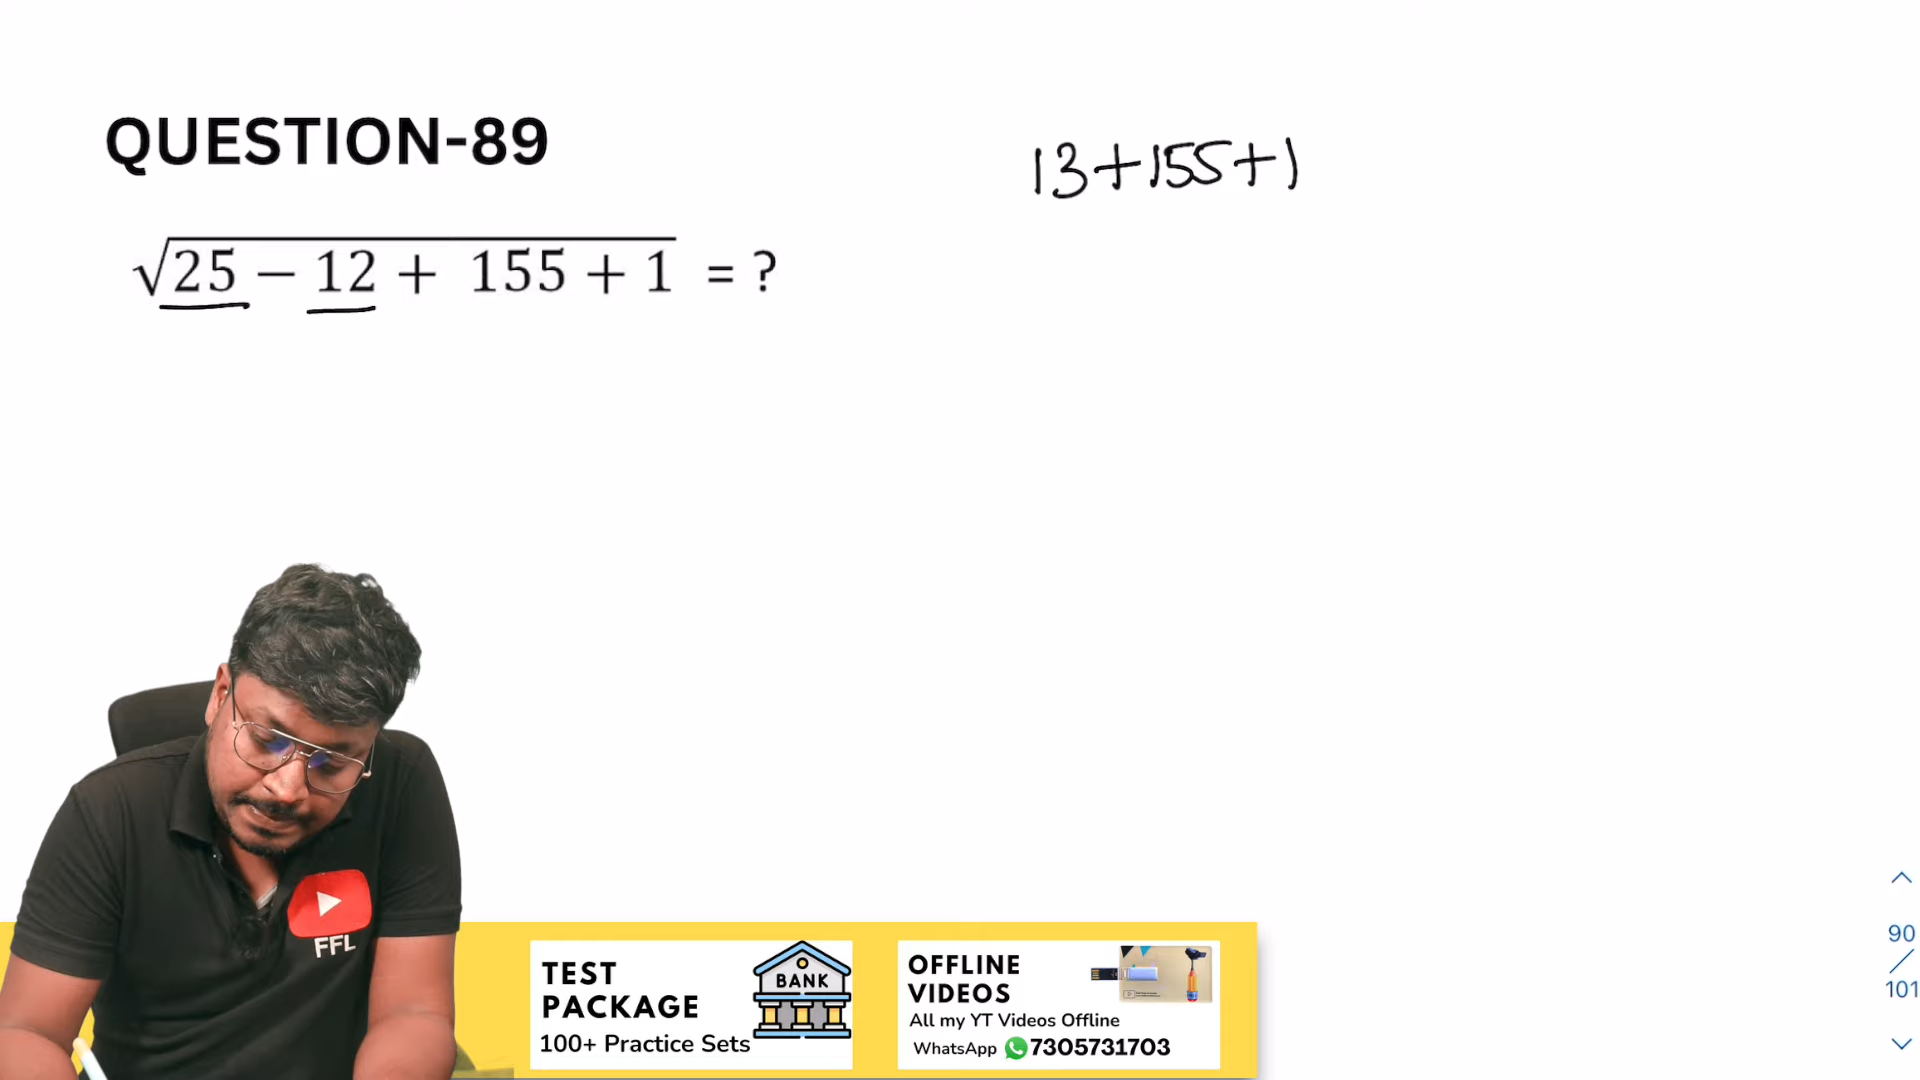 QUESTION-89
13+155+1
√25 − 12 + 155 + 1 = ?
FFL
TEST
PACKAGE
100+ Practice Sets
BANK
OFFLINE
VIDEOS
All my YT Videos Offline
WhatsApp 7305731703
90
/
101